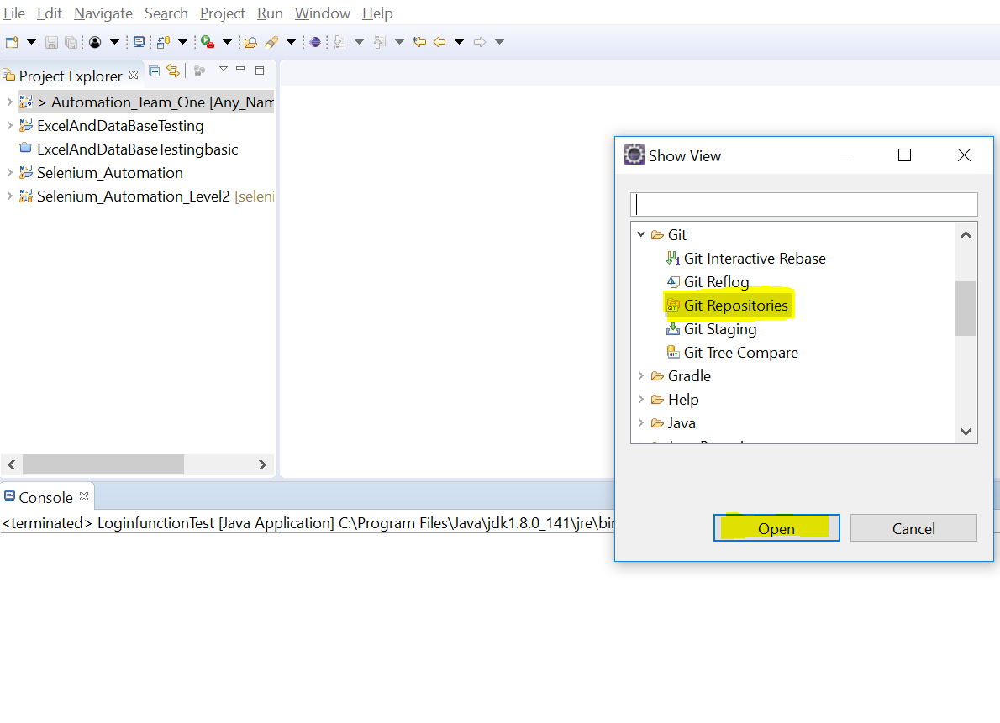 File Edit Navigate Search Project Run Window Help
Project Explorer
> Automation_Team_One [Any_Nam
ExcelAndDataBaseTesting
ExcelAndDataBaseTestingbasic
Selenium_Automation
Selenium_Automation_Level2 [seleni
Show View
Git
Git Interactive Rebase
Git Reflog
Git Repositories
Git Staging
Git Tree Compare
Gradle
Help
Java
Open Cancel
Console
<terminated> LoginfunctionTest [Java Application] C:\Program Files\Java\jdk1.8.0_141\jre\bin